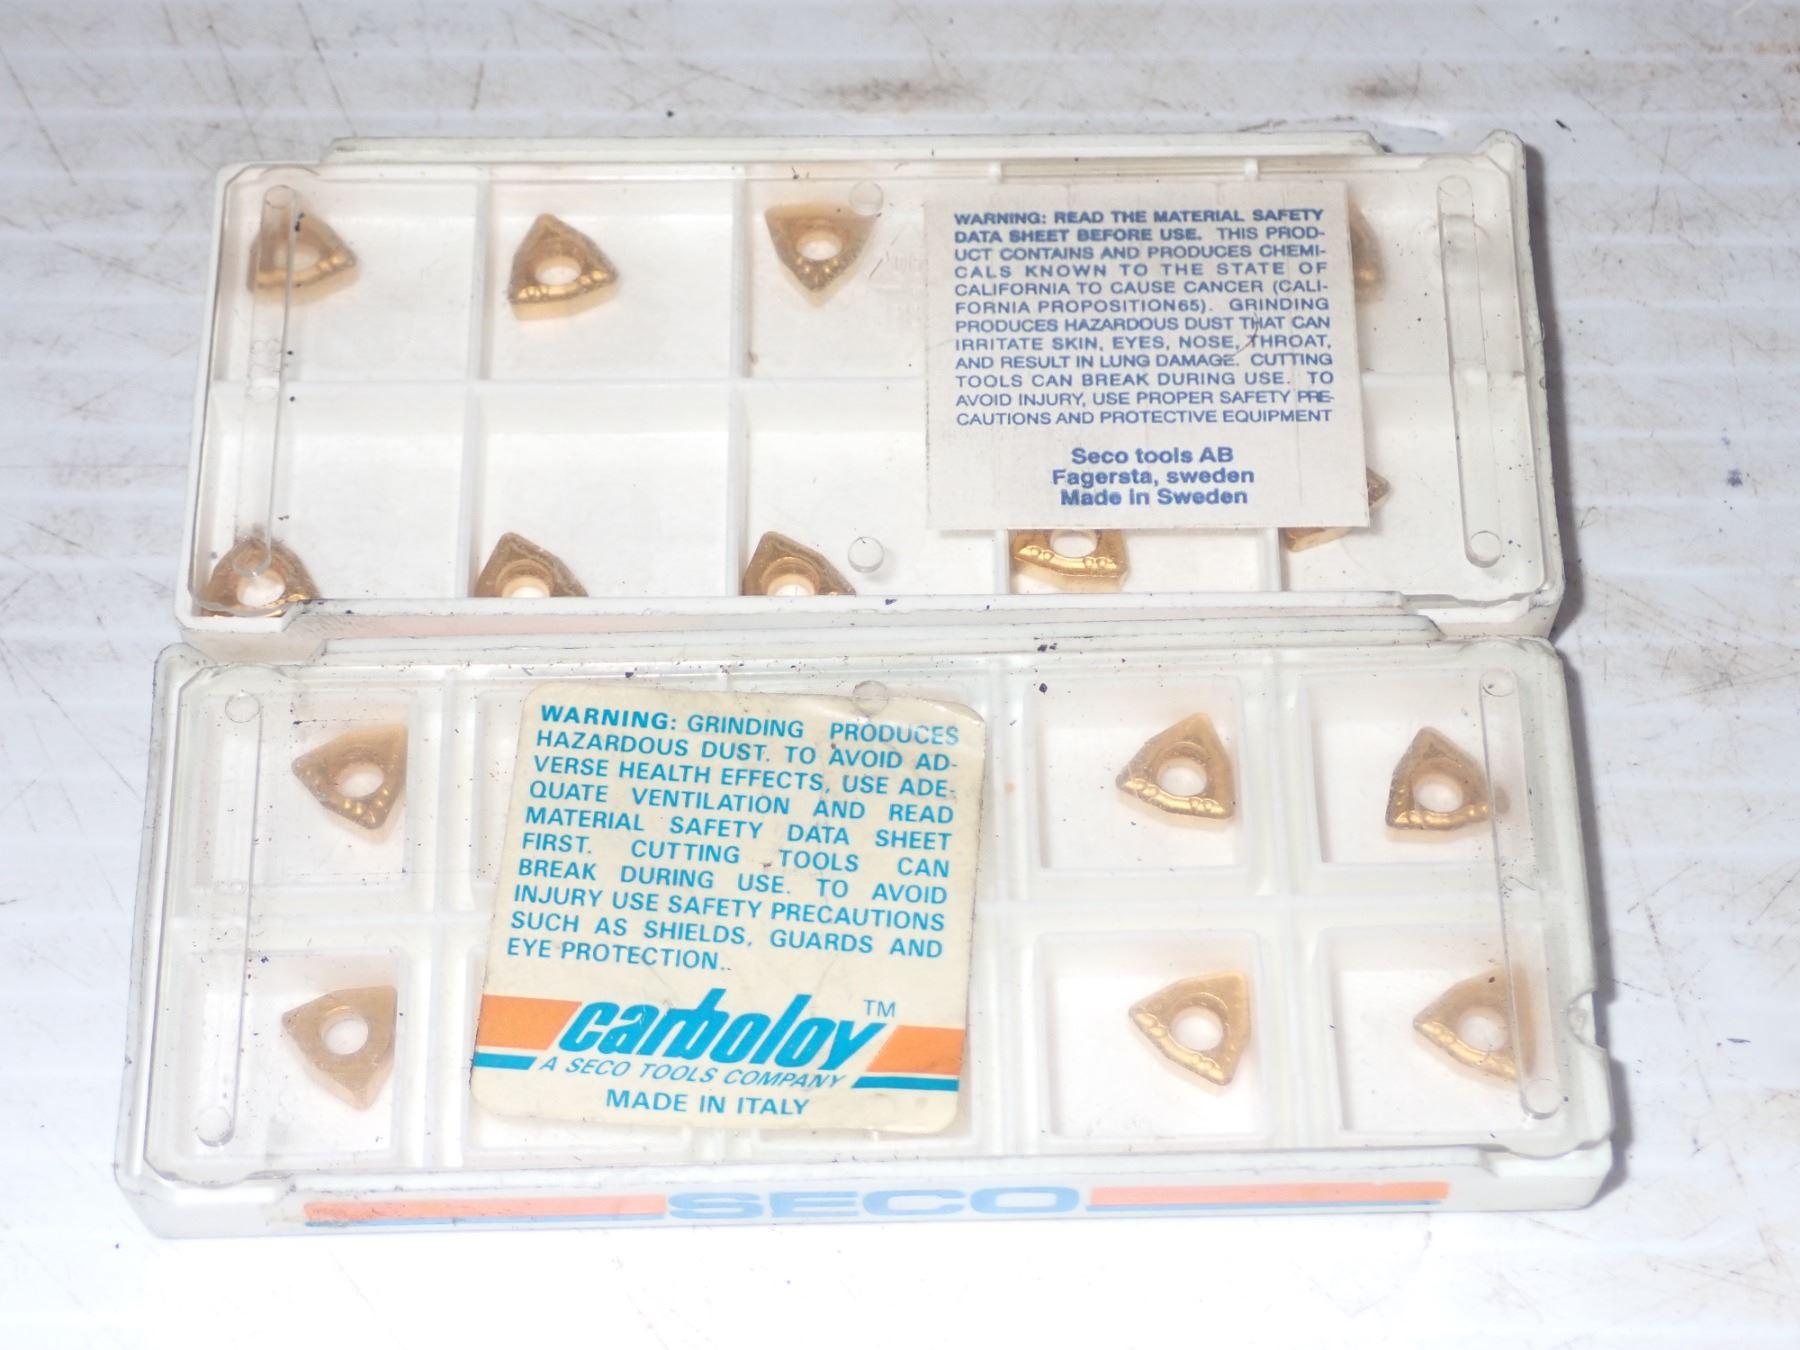 WARNING: READ THE MATERIAL SAFETY
DATA SHEET BEFORE USE. THIS PROD-
UCT CONTAINS AND PRODUCES CHEMI-
CALS KNOWN TO THE STATE OF
CALIFORNIA TO CAUSE CANCER (CALI-
FORNIA PROPOSITION65). GRINDING
PRODUCES HAZARDOUS DUST THAT CAN
IRRITATE SKIN, EYES, NOSE, THROAT,
AND RESULT IN LUNG DAMAGE. CUTTING
TOOLS CAN BREAK DURING USE. TO
AVOID INJURY, USE PROPER SAFETY PRE-
CAUTIONS AND PROTECTIVE EQUIPMENT
Seco tools AB
Fagersta, sweden
Made in Sweden
WARNING: GRINDING PRODUCES
HAZARDOUS DUST. TO AVOID AD-
VERSE HEALTH EFFECTS, USE ADE-
QUATE VENTILATION AND READ
MATERIAL SAFETY DATA SHEET
FIRST. CUTTING TOOLS CAN
BREAK DURING USE. TO AVOID
INJURY USE SAFETY PRECAUTIONS
SUCH AS SHIELDS, GUARDS AND
EYE PROTECTION..
carboloy TM
A SECO TOOLS COMPANY
MADE IN ITALY
SECO